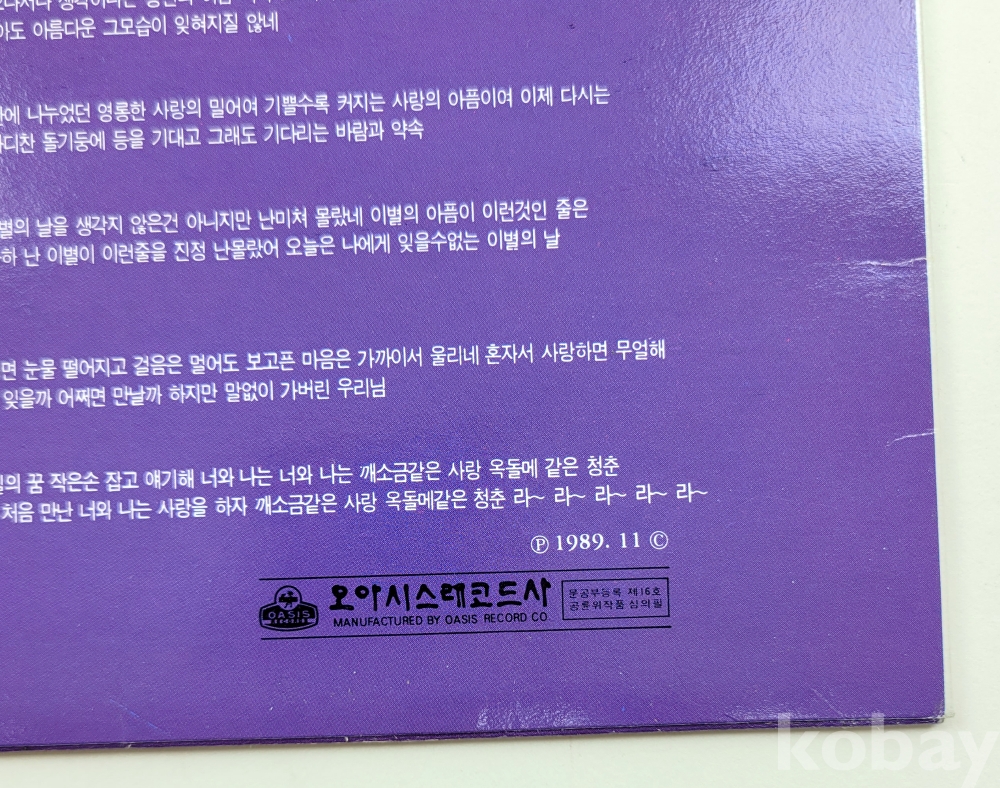 아도 아름다운 그모습이 잊혀지질 않네
나누었던 영롱한 사랑의 밀어여 기쁠수록 커지는 사랑의 아픔이여 이제 다시는
돌기둥에 등을 기대고 그래도 기다리는 바람과 약속
별의 날을 생각지 않은건 아니지만 난미쳐 몰랐네 이별의 아픔이 이런것인 줄은
하 난 이별이 이런줄을 진정 난몰랐어 오늘은 나에게 잊을수없는 이별의 날
면 눈물 떨어지고 걸음은 멀어도 보고픈 마음은 가까이서 울리네 혼자서 사랑하면 무얼해
잊을까 어쩌면 만날까 하지만 말없이 가버린 우리님
의 꿈 작은손 잡고 얘기해 너와 나는 너와 나는 깨소금같은 사랑 옥돌메 같은 청춘
처음 만난 너와 나는 사랑을 하자 깨소금같은 사랑 옥돌메같은 청춘 라~ 라~ 라~ 라~ 라~
Ⓟ 1989. 11 ©
OASIS RECORDS
오아시스레코드사
MANUFACTURED BY OASIS RECORD CO.
문공부등록 제16호
공륜위작품 심의필
kobay